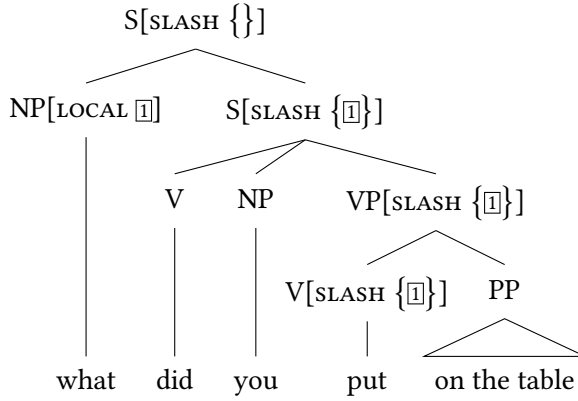 S[SLASH {}]
NP[LOCAL 1] S[SLASH {1}]
V NP VP[SLASH {1}]
V[SLASH {1}] PP
what did you put on the table